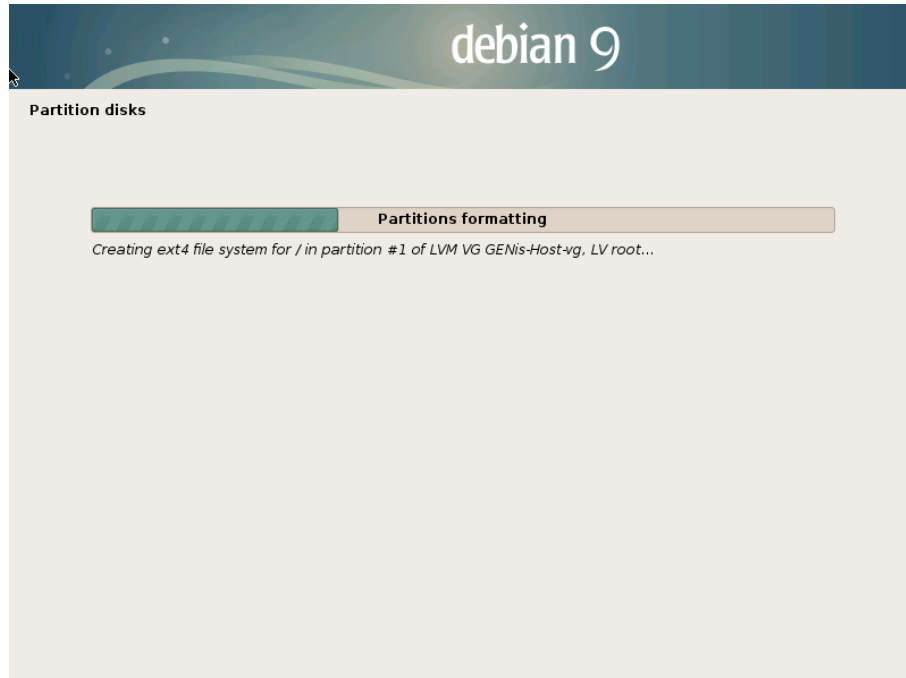 debian 9
Partition disks
Partitions formatting
Creating ext4 file system for / in partition #1 of LVM VG GENis-Host-vg, LV root...